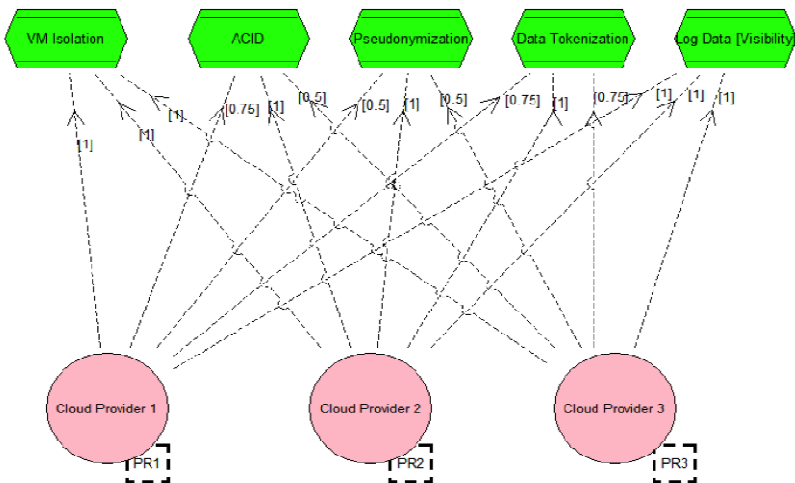 VM Isolation
ACID
Pseudonymization
Data Tokenization
Log Data [Visibility]
[1]
[1]
[1]
[0.75]
[1]
[0.5]
[0.5]
[1]
[0.5]
[0.75]
[1]
[0.75]
[1]
[1]
[1]
Cloud Provider 1
Cloud Provider 2
Cloud Provider 3
PR1
PR2
PR3